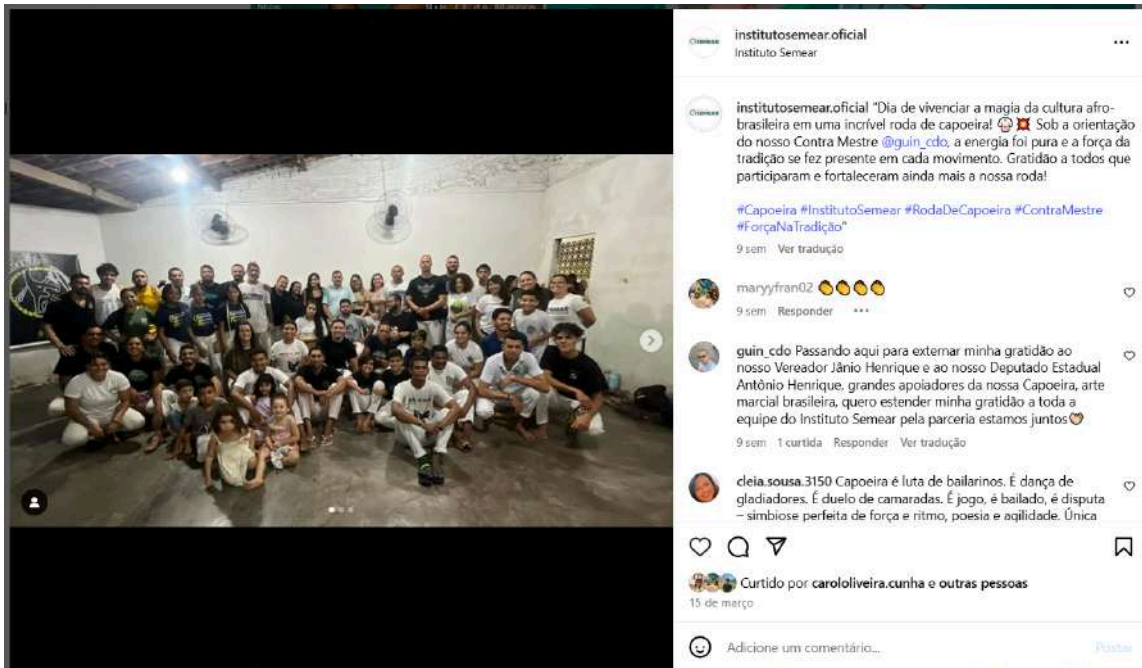 institutosemear.oficial
Instituto Semear
institutosemear.oficial "Dia de vivenciar a magia da cultura afro-
brasileira em uma incrível roda de capoeira! Sob a orientação
do nosso Contra Mestre @guin_cdo, a energia foi pura e a força da
tradição se fez presente em cada movimento. Gratidão a todos que
participaram e fortaleceram ainda mais a nossa roda!
#Capoeira #InstitutoSemear #RodaDeCapoeira #ContraMestre
#ForçaNaTradição"
9 sem Ver tradução
maryyfran02
9 sem Responder
guin_cdo Passando aqui para externar minha gratidão ao
nosso Vereador Jânio Henrique e ao nosso Deputado Estadual
Antônio Henrique, grandes apoiadores da nossa Capoeira, arte
marcial brasileira, quero estender minha gratidão a toda a
equipe do Instituto Semear pela parceria estamos juntos
9 sem 1 curtida Responder Ver tradução
cleia.sousa.3150 Capoeira é luta de bailarinos. É dança de
gladiadores. É duelo de camaradas. É jogo, é bailado, é disputa
– simbiose perfeita de força e ritmo, poesia e agilidade. Única
Curtido por carololiveira.cunha e outras pessoas
15 de março
Adicione um comentário...
Postar